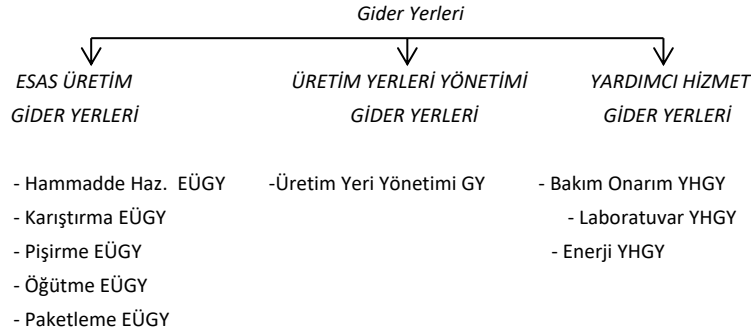 Gider Yerleri
ESAS ÜRETİM
GİDER YERLERİ
ÜRETİM YERLERİ YÖNETİMİ
GİDER YERLERİ
YARDIMCI HİZMET
GİDER YERLERİ
- Hammadde Haz. EÜGY
- Karıştırma EÜGY
- Pişirme EÜGY
- Öğütme EÜGY
- Paketleme EÜGY
-Üretim Yeri Yönetimi GY
- Bakım Onarım YHGY
- Laboratuvar YHGY
- Enerji YHGY